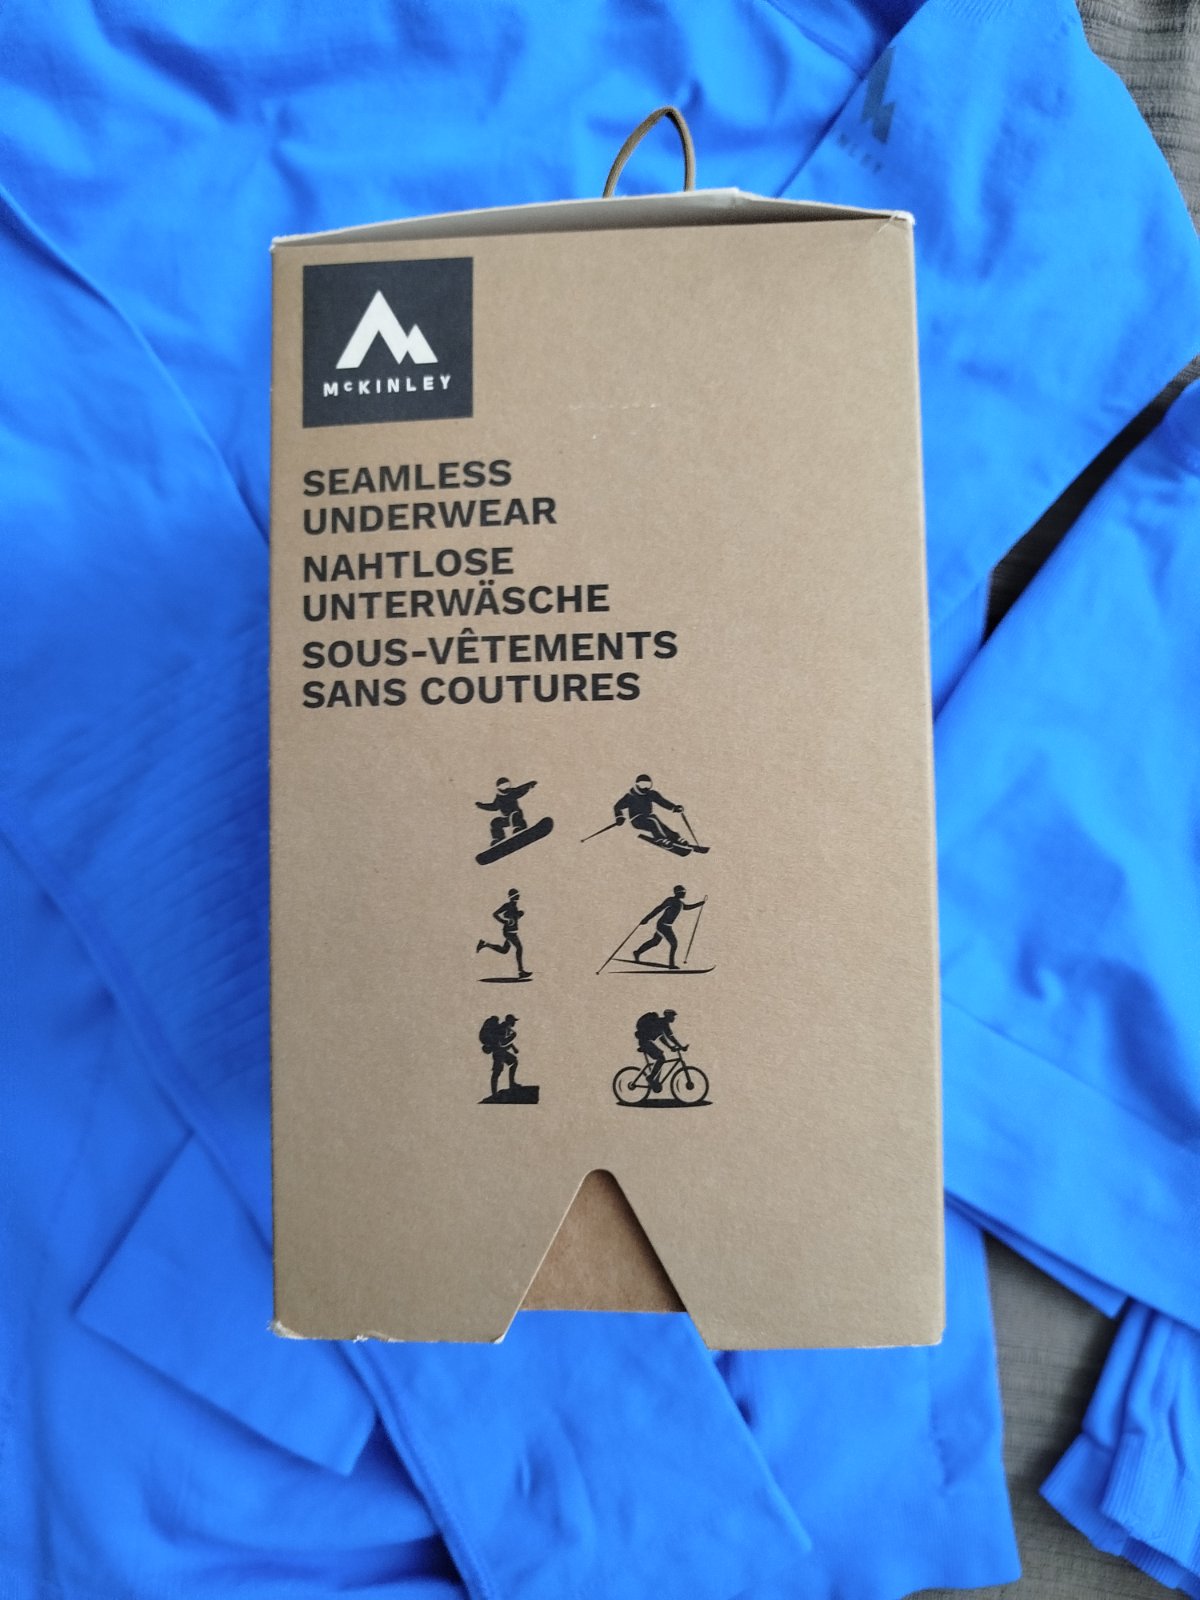 McKINLEY
SEAMLESS
UNDERWEAR
NAHTLOSE
UNTERWÄSCHE
SOUS-VÊTEMENTS
SANS COUTURES